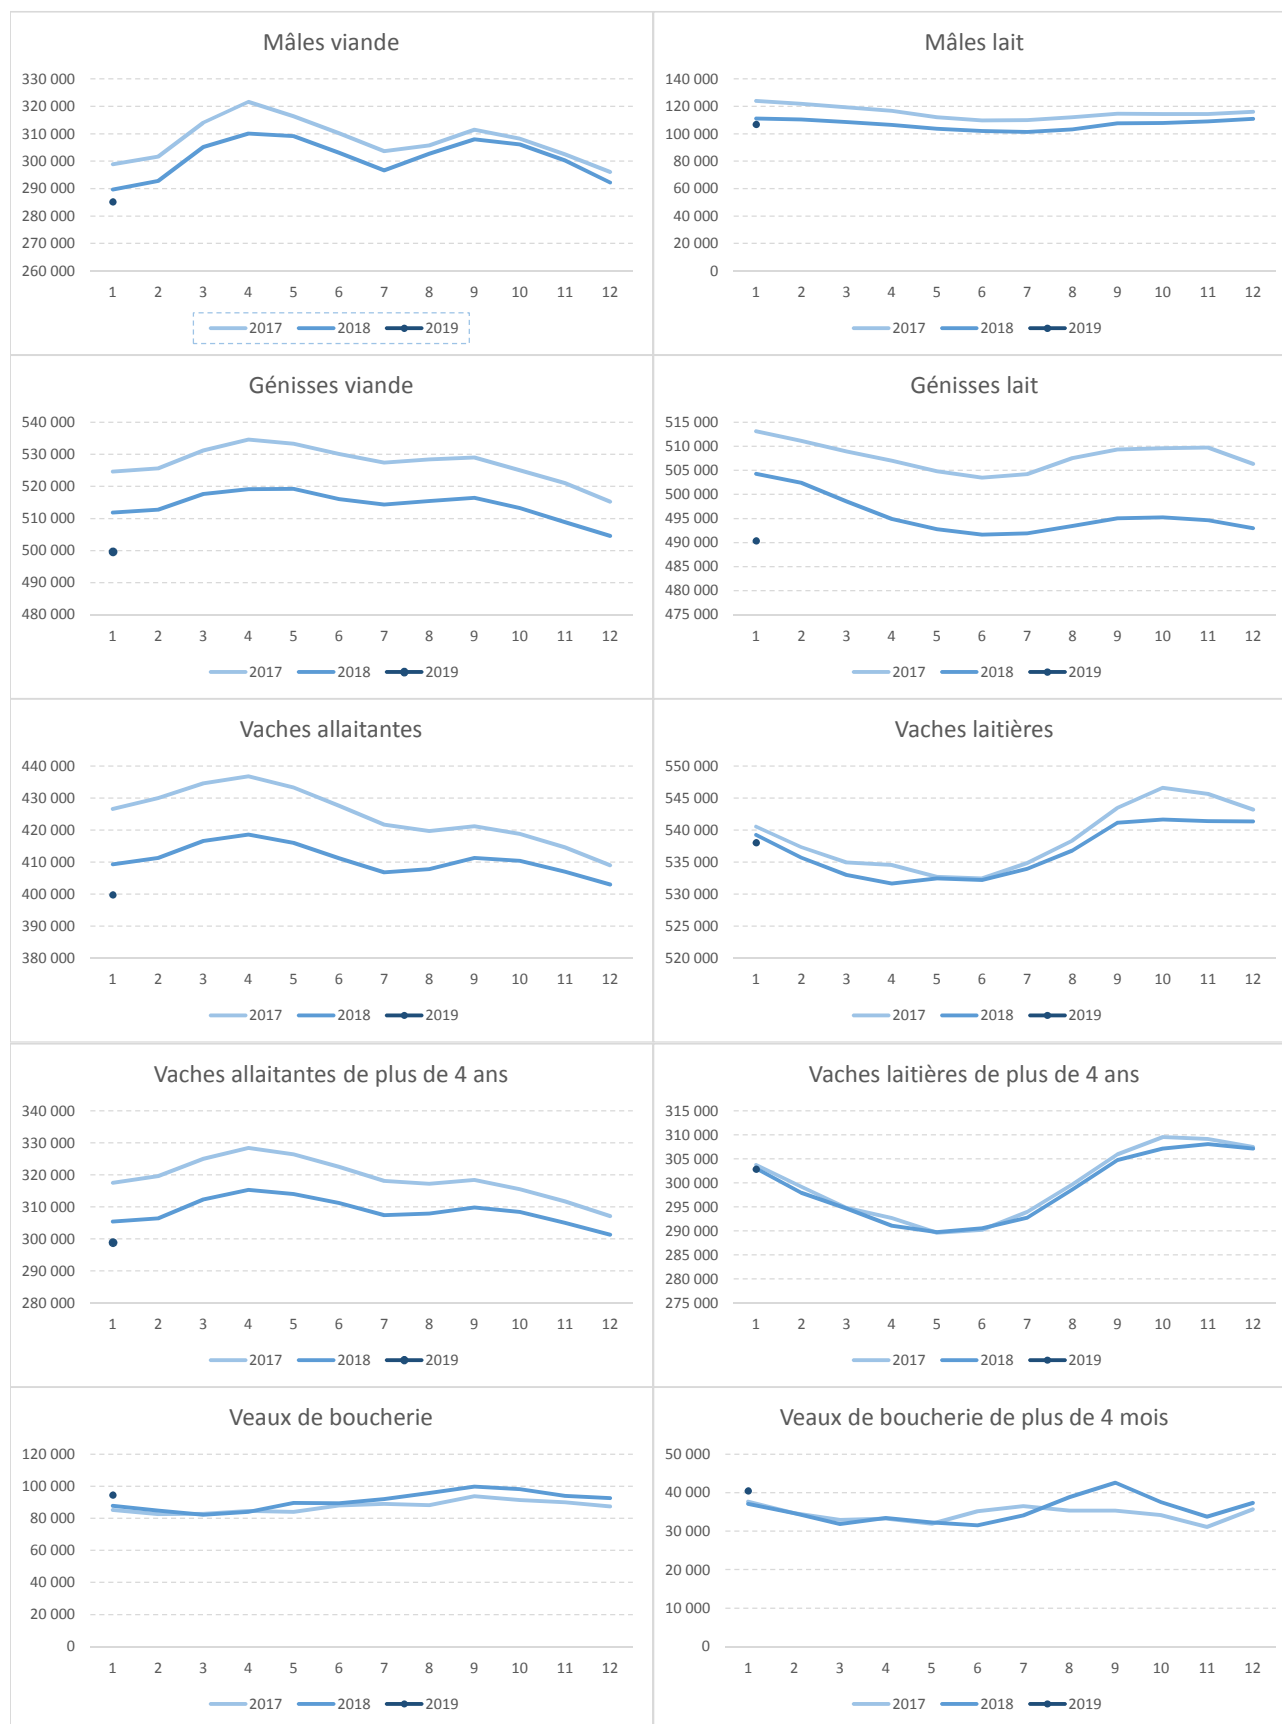 Mâles viande
330 000
320 000
310 000
300 000
290 000
280 000
270 000
260 000
1 2 3 4 5 6 7 8 9 10 11 12
2017 2018 2019
Mâles lait
140 000
120 000
100 000
80 000
60 000
40 000
20 000
0
1 2 3 4 5 6 7 8 9 10 11 12
2017 2018 2019
Génisses viande
540 000
530 000
520 000
510 000
500 000
490 000
480 000
1 2 3 4 5 6 7 8 9 10 11 12
2017 2018 2019
Génisses lait
515 000
510 000
505 000
500 000
495 000
490 000
485 000
480 000
475 000
1 2 3 4 5 6 7 8 9 10 11 12
2017 2018 2019
Vaches allaitantes
440 000
430 000
420 000
410 000
400 000
390 000
380 000
1 2 3 4 5 6 7 8 9 10 11 12
2017 2018 2019
Vaches laitières
550 000
545 000
540 000
535 000
530 000
525 000
520 000
1 2 3 4 5 6 7 8 9 10 11 12
2017 2018 2019
Vaches allaitantes de plus de 4 ans
340 000
330 000
320 000
310 000
300 000
290 000
280 000
1 2 3 4 5 6 7 8 9 10 11 12
2017 2018 2019
Vaches laitières de plus de 4 ans
315 000
310 000
305 000
300 000
295 000
290 000
285 000
280 000
275 000
1 2 3 4 5 6 7 8 9 10 11 12
2017 2018 2019
Veaux de boucherie
120 000
100 000
80 000
60 000
40 000
20 000
0
1 2 3 4 5 6 7 8 9 10 11 12
2017 2018 2019
Veaux de boucherie de plus de 4 mois
50 000
40 000
30 000
20 000
10 000
0
1 2 3 4 5 6 7 8 9 10 11 12
2017 2018 2019